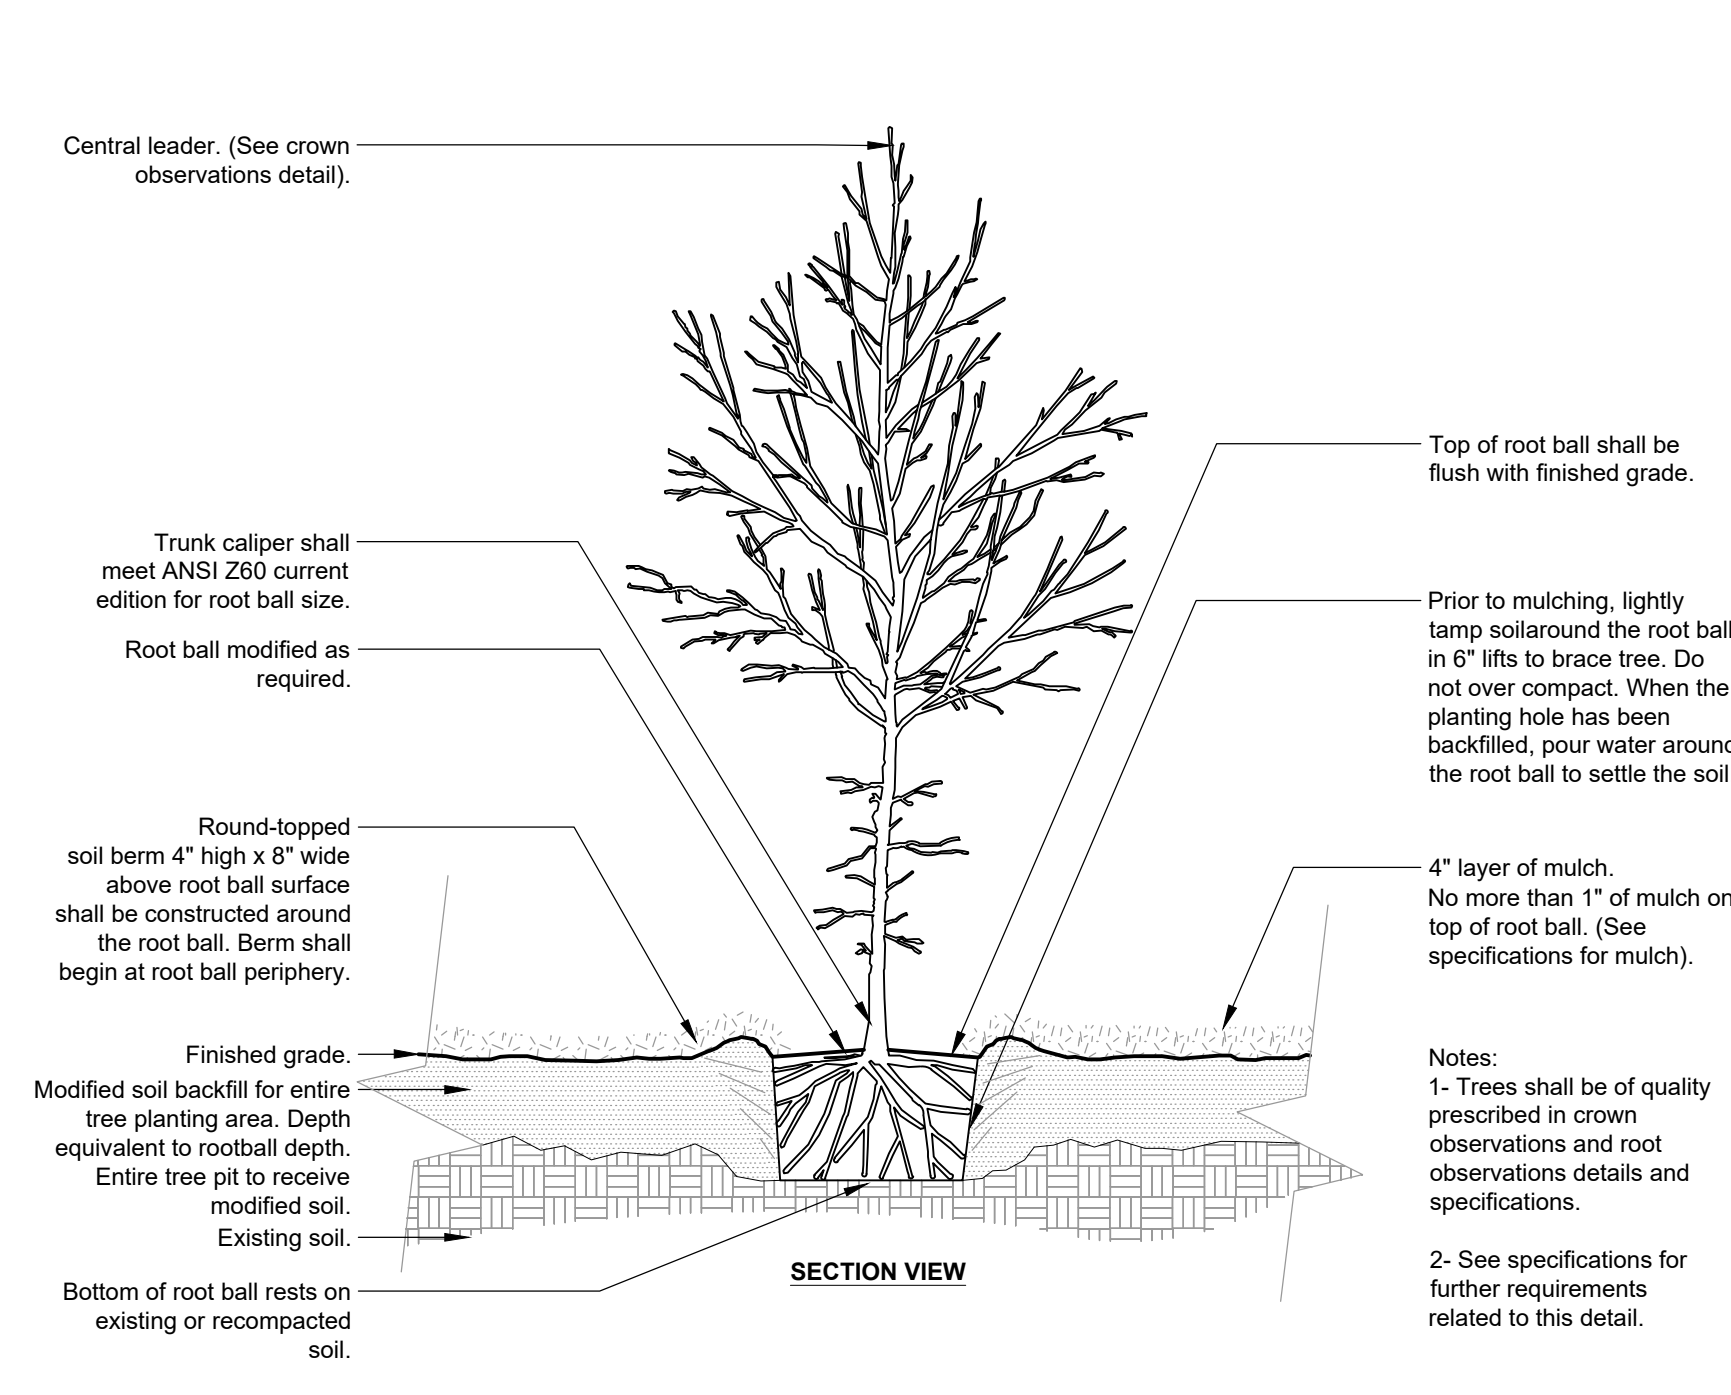 Central leader. (See crown
observations detail).
Trunk caliper shall
meet ANSI Z60 current
edition for root ball size.
Root ball modified as
required.
Round-topped
soil berm 4" high x 8" wide
above root ball surface
shall be constructed around
the root ball. Berm shall
begin at root ball periphery.
Finished grade.
Modified soil backfill for entire
tree planting area. Depth
equivalent to rootball depth.
Entire tree pit to receive
modified soil.
Existing soil.
Bottom of root ball rests on
existing or recompacted
soil.
SECTION VIEW
Top of root ball shall be
flush with finished grade.
Prior to mulching, lightly
tamp soilaround the root ball
in 6" lifts to brace tree. Do
not over compact. When the
planting hole has been
backfilled, pour water around
the root ball to settle the soil
4" layer of mulch.
No more than 1" of mulch on
top of root ball. (See
specifications for mulch).
Notes:
1- Trees shall be of quality
prescribed in crown
observations and root
observations details and
specifications.
2- See specifications for
further requirements
related to this detail.